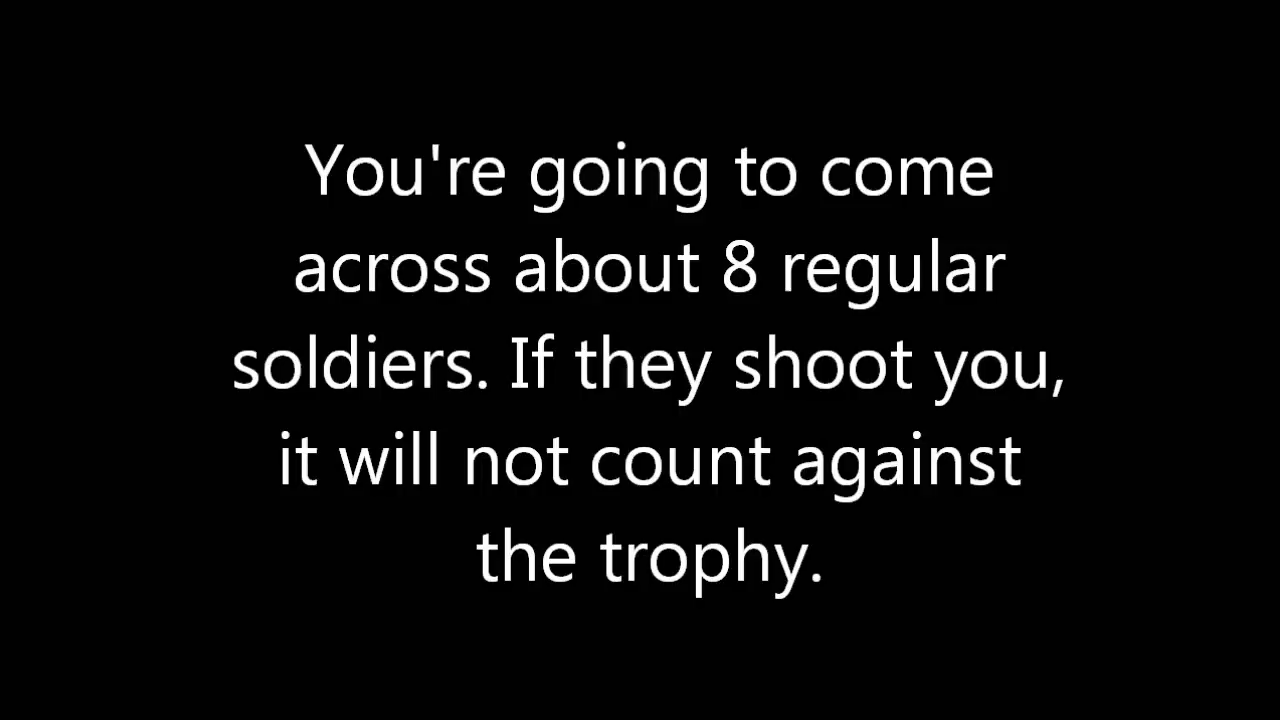 You're going to come
across about 8 regular
soldiers. If they shoot you,
it will not count against
the trophy.